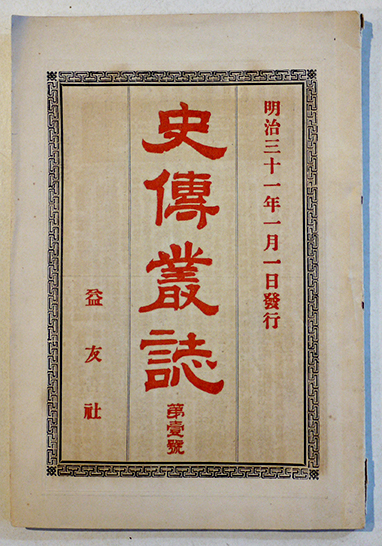 明治三十一年一月一日發行
史傳叢誌
第壹號
益友社